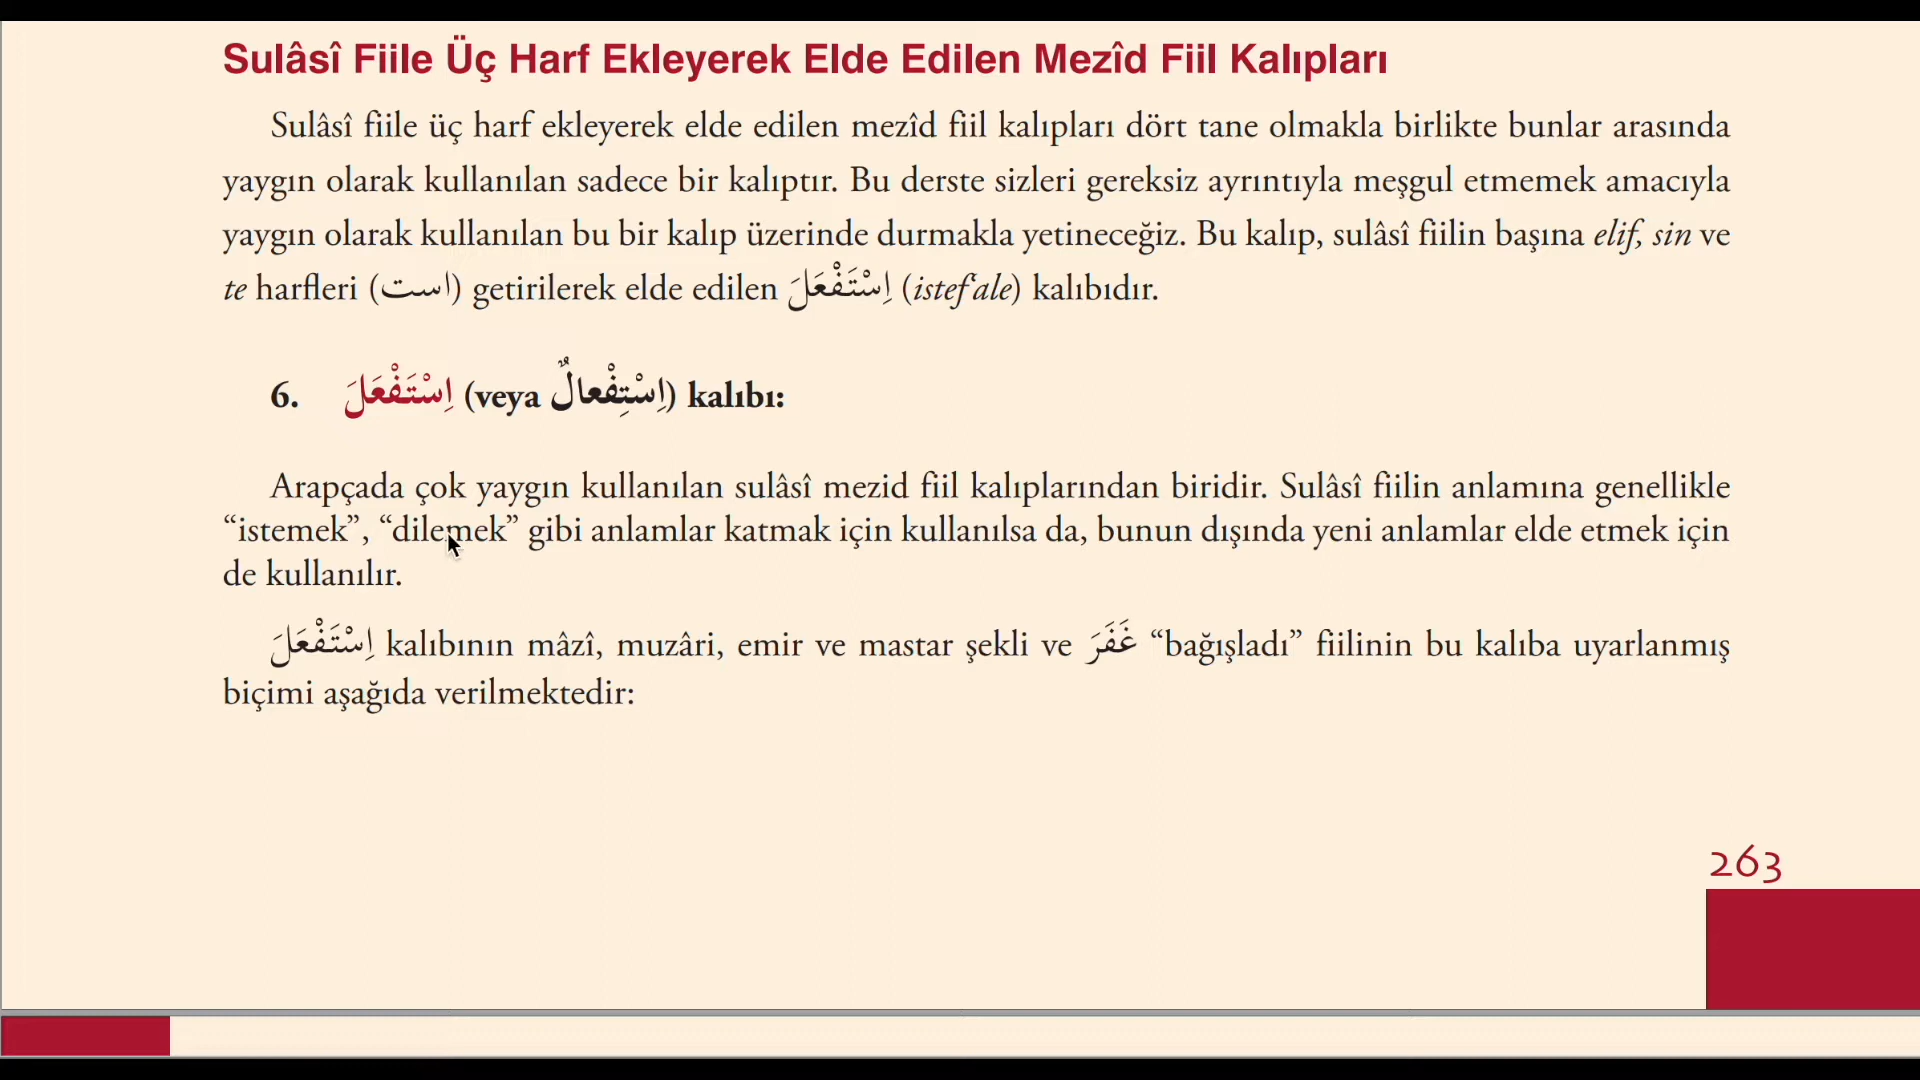 Sulâsî Fiile Üç Harf Ekleyerek Elde Edilen Mezîd Fiil Kalıpları
Sulâsî fiile üç harf ekleyerek elde edilen mezîd fiil kalıpları dört tane olmakla birlikte bunlar arasında
yaygın olarak kullanılan sadece bir kalıptır. Bu derste sizleri gereksiz ayrıntıyla meşgul etmemek amacıyla
yaygın olarak kullanılan bu bir kalıp üzerinde durmakla yetineceğiz. Bu kalıp, sulâsî fiilin başına elif, sin ve
te harfleri (است) getirilerek elde edilen اِسْتَفْعَلَ (istef‘ale) kalıbıdır.
6. اِسْتَفْعَلَ (veya اِسْتِفْعالٌ) kalıbı:
Arapçada çok yaygın kullanılan sulâsî mezid fiil kalıplarından biridir. Sulâsî fiilin anlamına genellikle
“istemek”, “dilemek” gibi anlamlar katmak için kullanılsa da, bunun dışında yeni anlamlar elde etmek için
de kullanılır.
اِسْتَفْعَلَ kalıbının mâzî, muzâri, emir ve mastar şekli ve غَفَرَ “bağışladı” fiilinin bu kalıba uyarlanmış
biçimi aşağıda verilmektedir:
263